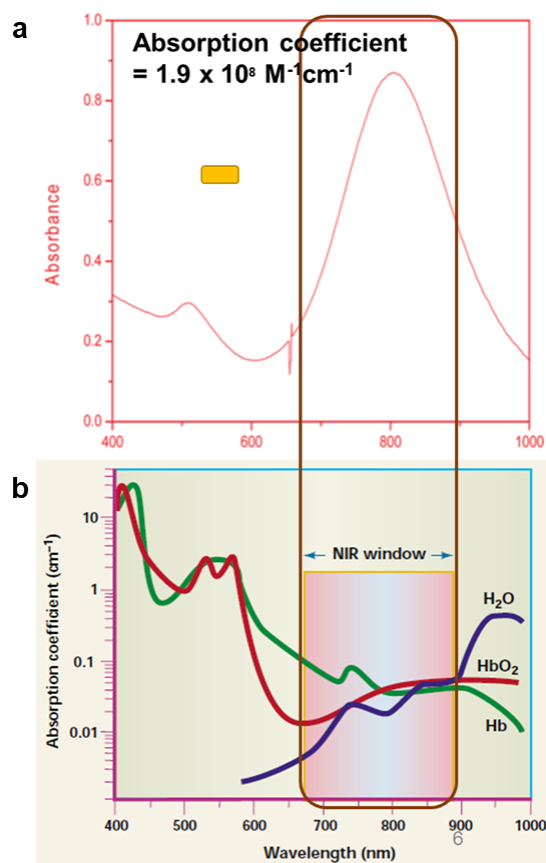 a
Absorption coefficient
= 1.9 x 10⁸ M⁻¹cm⁻¹
1.0
0.8
0.6
0.4
0.2
0.0
Absorbance
400 600 800 1000
b
NIR window
10
1
0.1
0.01
Absorption coefficient (cm⁻¹)
H₂O
HbO₂
Hb
400 500 600 700 800 900 1000
6
Wavelength (nm)